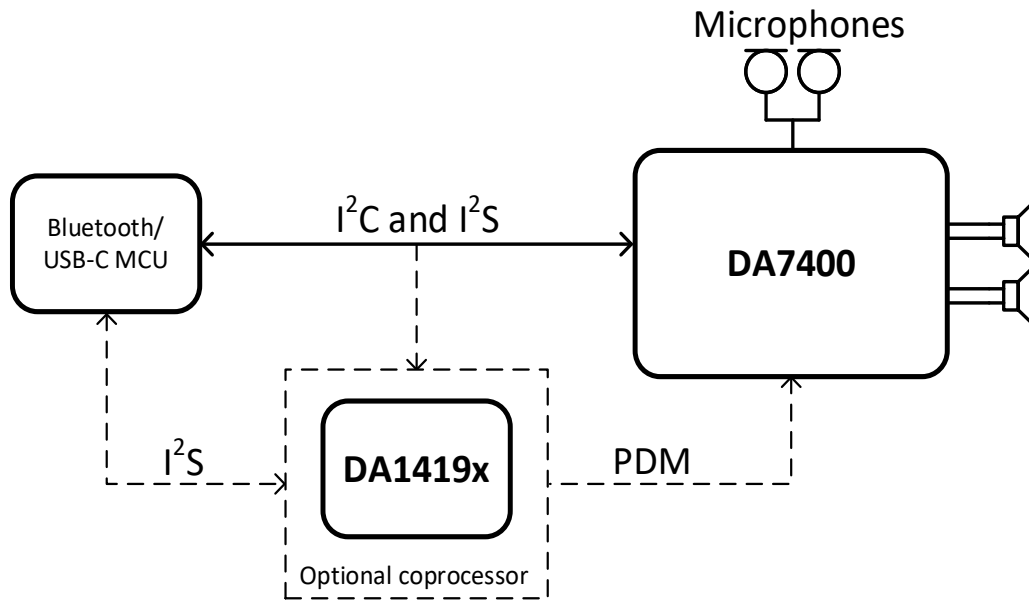 Microphones
Bluetooth/
USB-C MCU
I²C and I²S
DA7400
I²S
DA1419x
PDM
Optional coprocessor